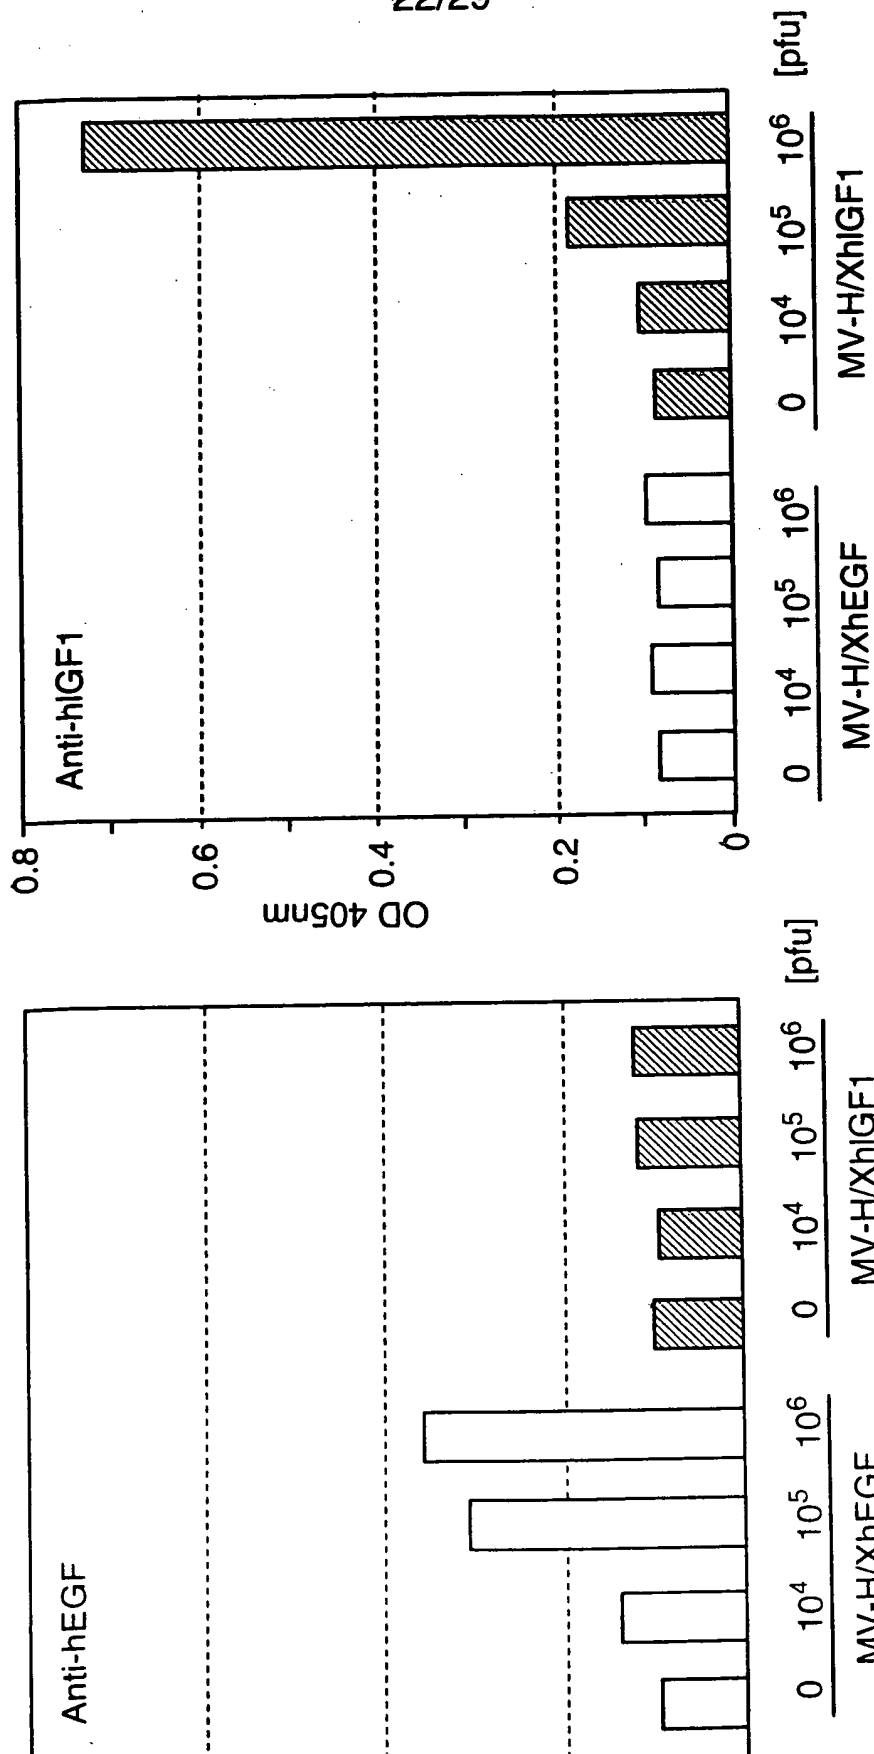 Anti-hEGF
0 10⁴ 10⁵ 10⁶ 0 10⁴ 10⁵ 10⁶ [pfu]
MV-H/XhEGF MV-H/XhIGF1
OD 405nm
0.8
0.6
0.4
0.2
0
Anti-hIGF1
0 10⁴ 10⁵ 10⁶ 0 10⁴ 10⁵ 10⁶ [pfu]
MV-H/XhEGF MV-H/XhIGF1